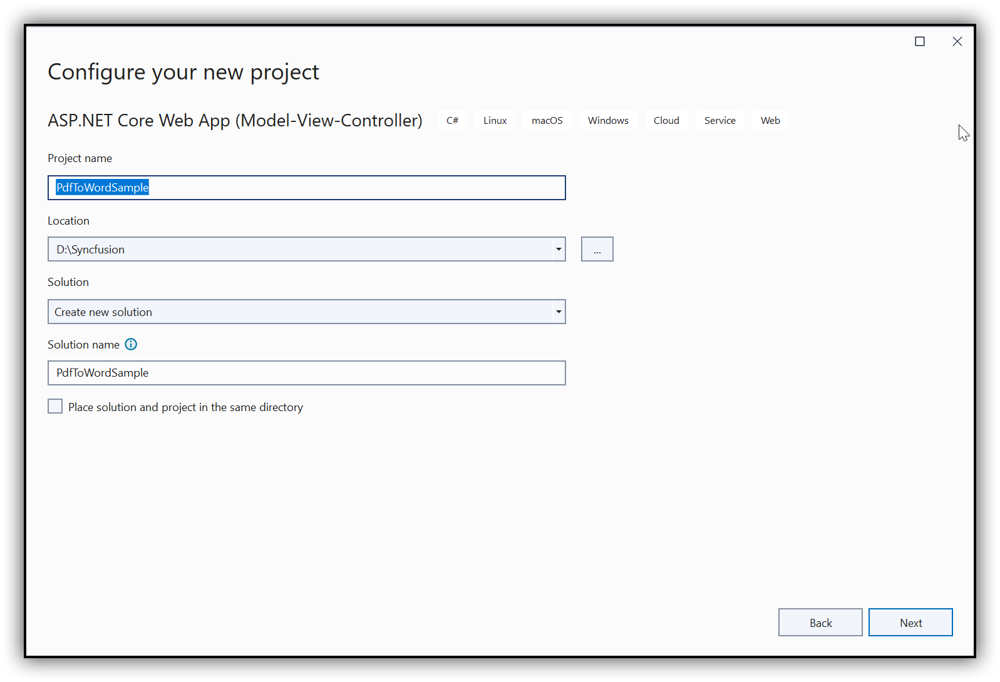 Configure your new project
ASP.NET Core Web App (Model-View-Controller) C# Linux macOS Windows Cloud Service Web
Project name
PdfToWordSample
Location
D:\Syncfusion
...
Solution
Create new solution
Solution name
PdfToWordSample
Place solution and project in the same directory
Back Next